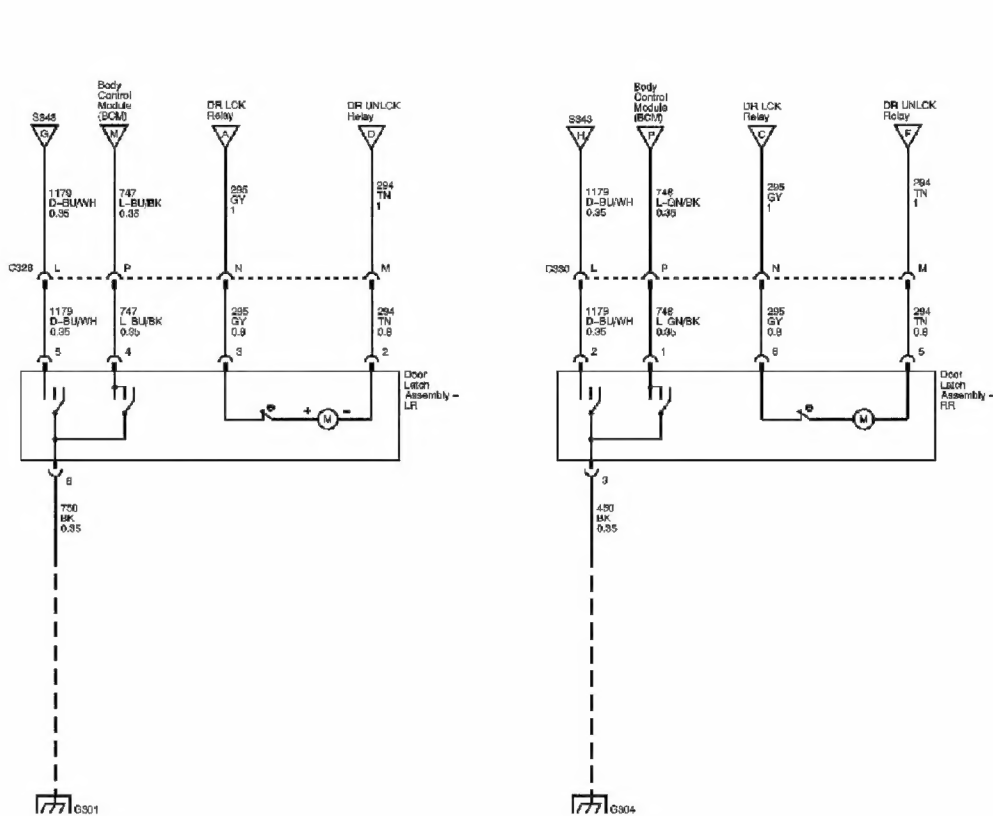 Body
Control
Module
(BCM)
S343
DR LCK
Relay
DR UNLCK
Relay
G
M
A
D
1179
D-BU/WH
0.35
747
L-BU/BK
0.35
295
GY
1
294
TN
1
C328
L
P
N
M
1179
D-BU/WH
0.35
747
L-BU/BK
0.35
295
GY
0.8
294
TN
0.8
5
4
3
2
Door
Latch
Assembly –
LR
+
M
–
6
750
BK
0.35
G301
Body
Control
Module
(BCM)
S343
DR LCK
Relay
DR UNLCK
Relay
H
P
C
F
1179
D-BU/WH
0.35
746
L-GN/BK
0.35
295
GY
1
294
TN
1
C330
L
P
N
M
1179
D-BU/WH
0.35
746
L-GN/BK
0.35
295
GY
0.8
294
TN
0.8
2
1
6
5
Door
Latch
Assembly –
RR
M
3
450
BK
0.35
G304